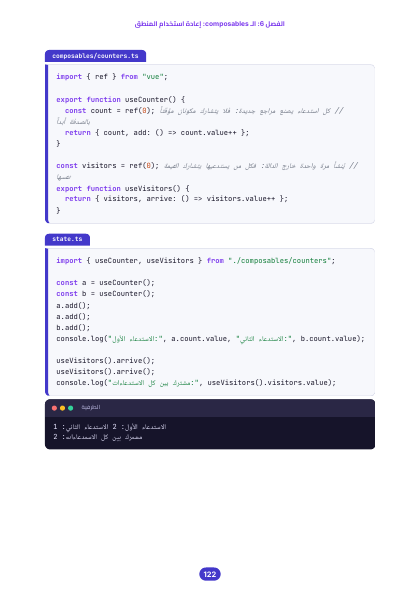 الفصل 6: الـ composables: إعادة استخدام المنطق
composables/counters.ts
import { ref } from "vue";
export function useCounter() {
const count = ref(0); // كل استدعاء يصنع مراجع جديدة: فلا يتشارك مكوّنان مؤقتاً
بالصدفة أبداً
return { count, add: () => count.value++ };
}
const visitors = ref(0); // يُنشأ مرة واحدة خارج الدالة: فكل من يستدعيها يتشارك القيمة
نفسها
export function useVisitors() {
return { visitors, arrive: () => visitors.value++ };
}
state.ts
import { useCounter, useVisitors } from "./composables/counters";
const a = useCounter();
const b = useCounter();
a.add();
a.add();
b.add();
console.log("الاستدعاء الأول:", a.count.value, "الاستدعاء الثاني:", b.count.value);
useVisitors().arrive();
useVisitors().arrive();
console.log("مشترك بين كل الاستدعاءات:", useVisitors().visitors.value);
الطرفية
الاستدعاء الأول: 2 الاستدعاء الثاني: 1
مشترك بين كل الاستدعاءات: 2
122